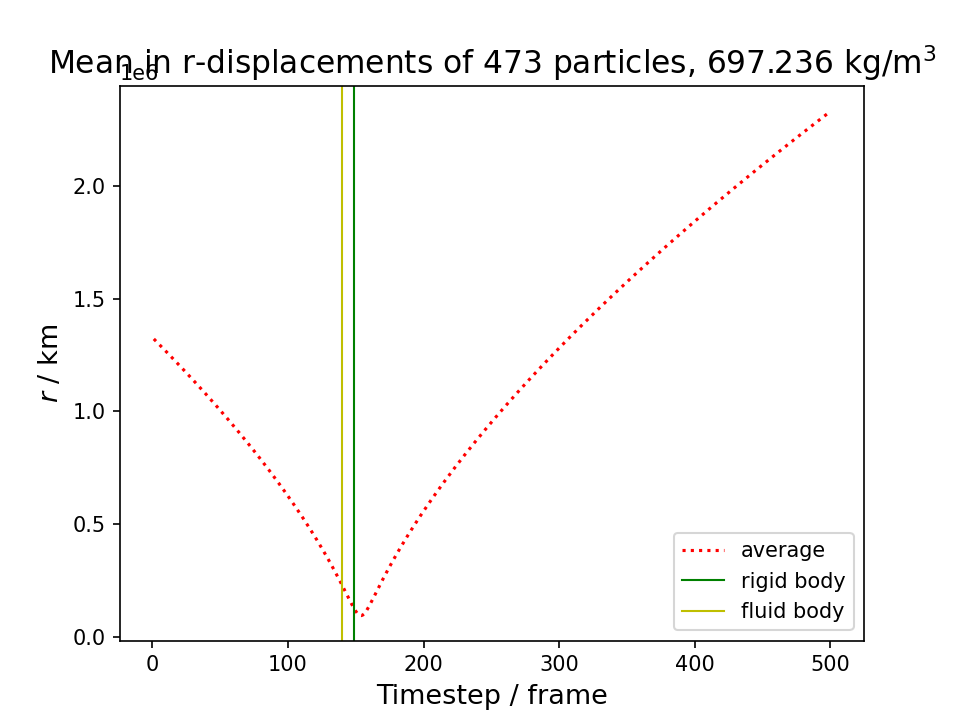 Mean in r-displacements of 473 particles, 697.236 kg/m³
1e6
2.0
1.5
1.0
0.5
0.0
r / km
0 100 200 300 400 500
Timestep / frame
average
rigid body
fluid body